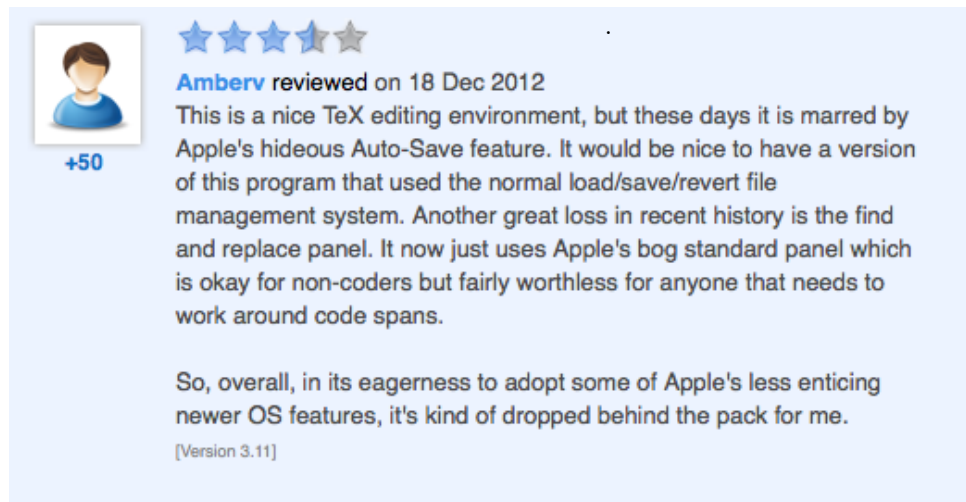 Amberv reviewed on 18 Dec 2012
This is a nice TeX editing environment, but these days it is marred by
Apple's hideous Auto-Save feature. It would be nice to have a version
of this program that used the normal load/save/revert file
management system. Another great loss in recent history is the find
and replace panel. It now just uses Apple's bog standard panel which
is okay for non-coders but fairly worthless for anyone that needs to
work around code spans.
So, overall, in its eagerness to adopt some of Apple's less enticing
newer OS features, it's kind of dropped behind the pack for me.
[Version 3.11]
+50